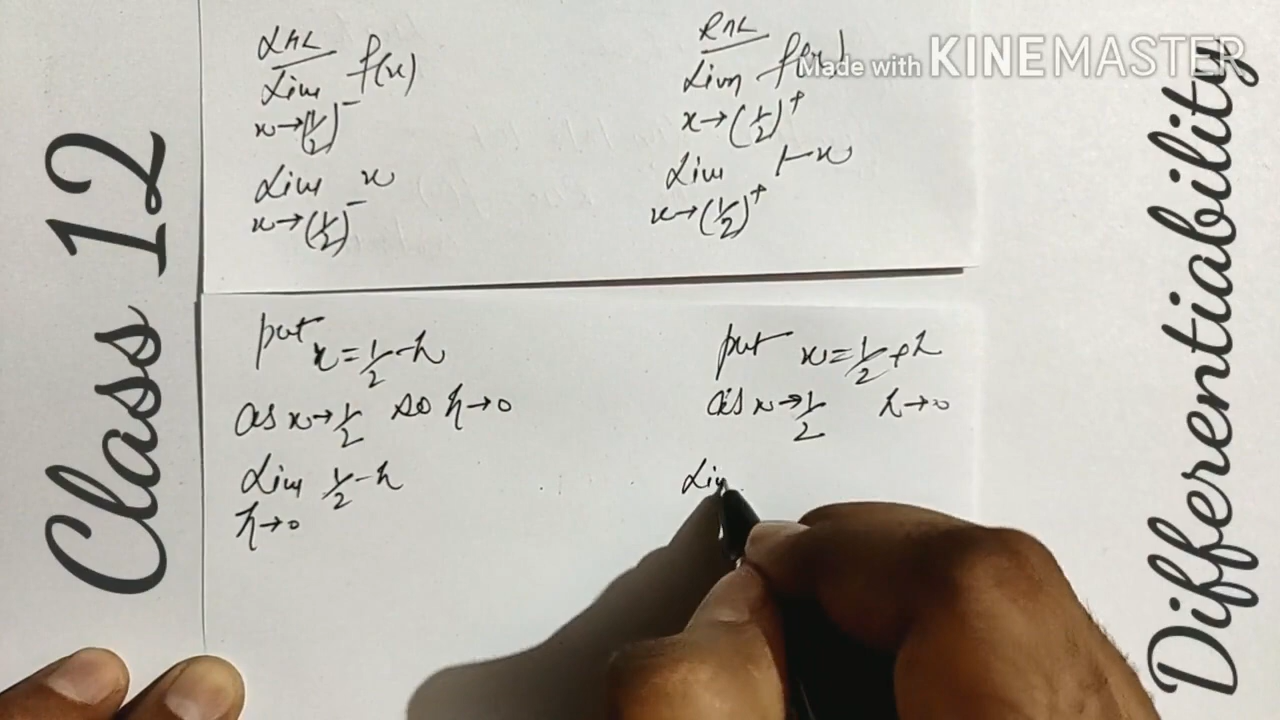 Class 12
LHL
Lim f(x)
x→(1/2)⁻
Lim x
x→(1/2)⁻
RHL
Lim f(x)
x→(1/2)⁺
Lim 1-x
x→(1/2)⁺
Made with KINEMASTER
put x = 1/2 - h
as x→1/2 so h→0
Lim 1/2 - h
h→0
put x = 1/2 + h
as x→1/2 h→0
Lim
Differentiability